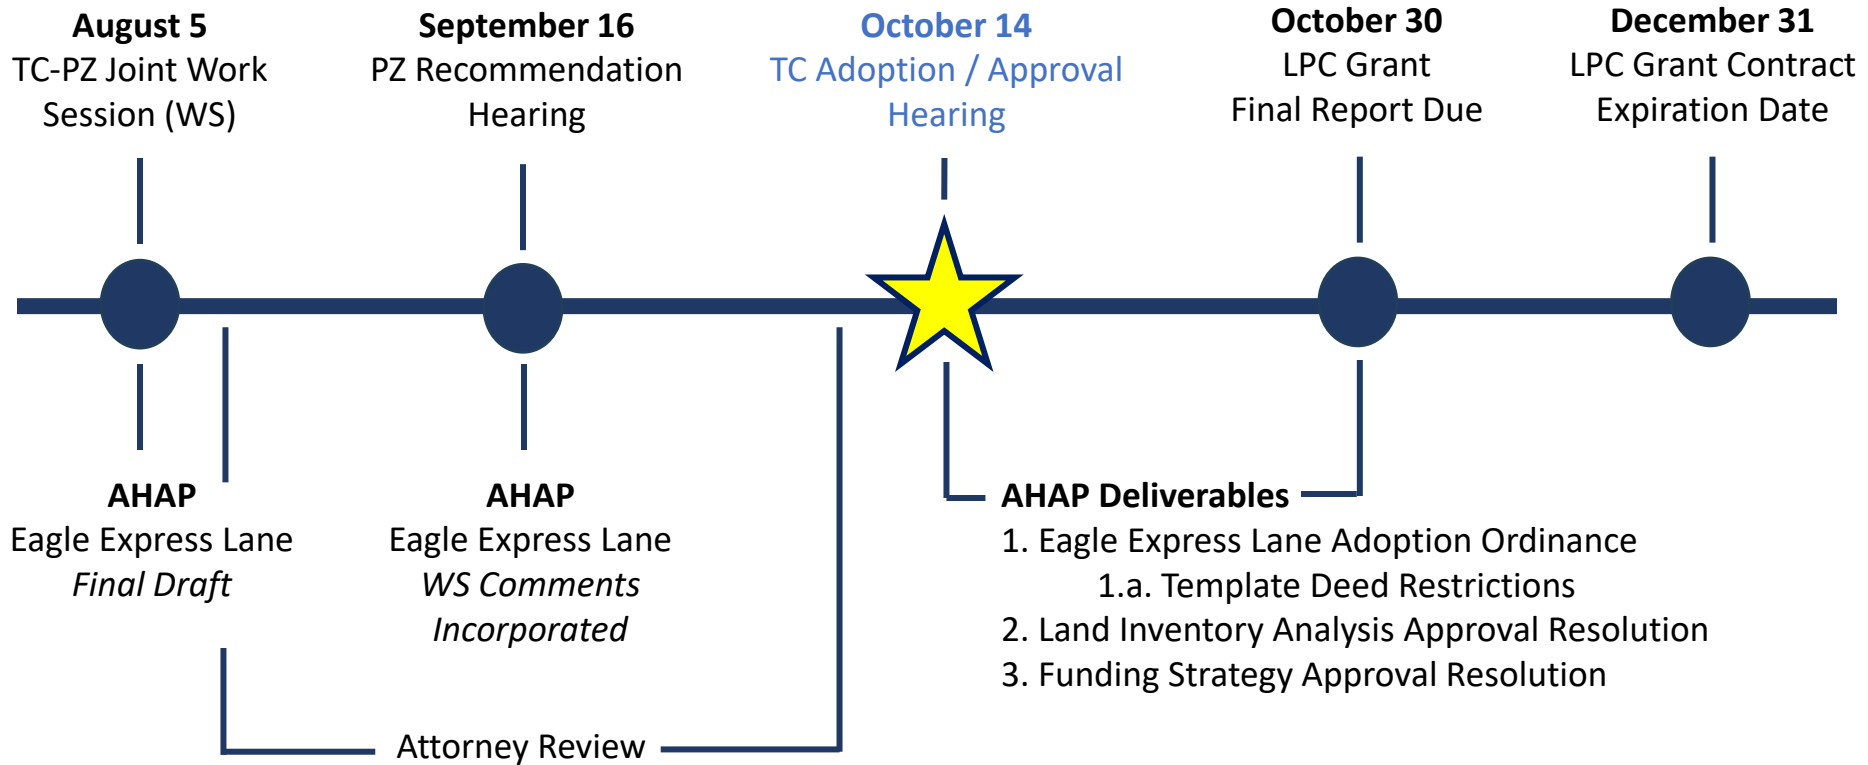 August 5
TC-PZ Joint Work
Session (WS)
September 16
PZ Recommendation
Hearing
October 14
TC Adoption / Approval
Hearing
October 30
LPC Grant
Final Report Due
December 31
LPC Grant Contract
Expiration Date
AHAP
Eagle Express Lane
Final Draft
AHAP
Eagle Express Lane
WS Comments
Incorporated
AHAP Deliverables
1. Eagle Express Lane Adoption Ordinance
1.a. Template Deed Restrictions
2. Land Inventory Analysis Approval Resolution
3. Funding Strategy Approval Resolution
Attorney Review